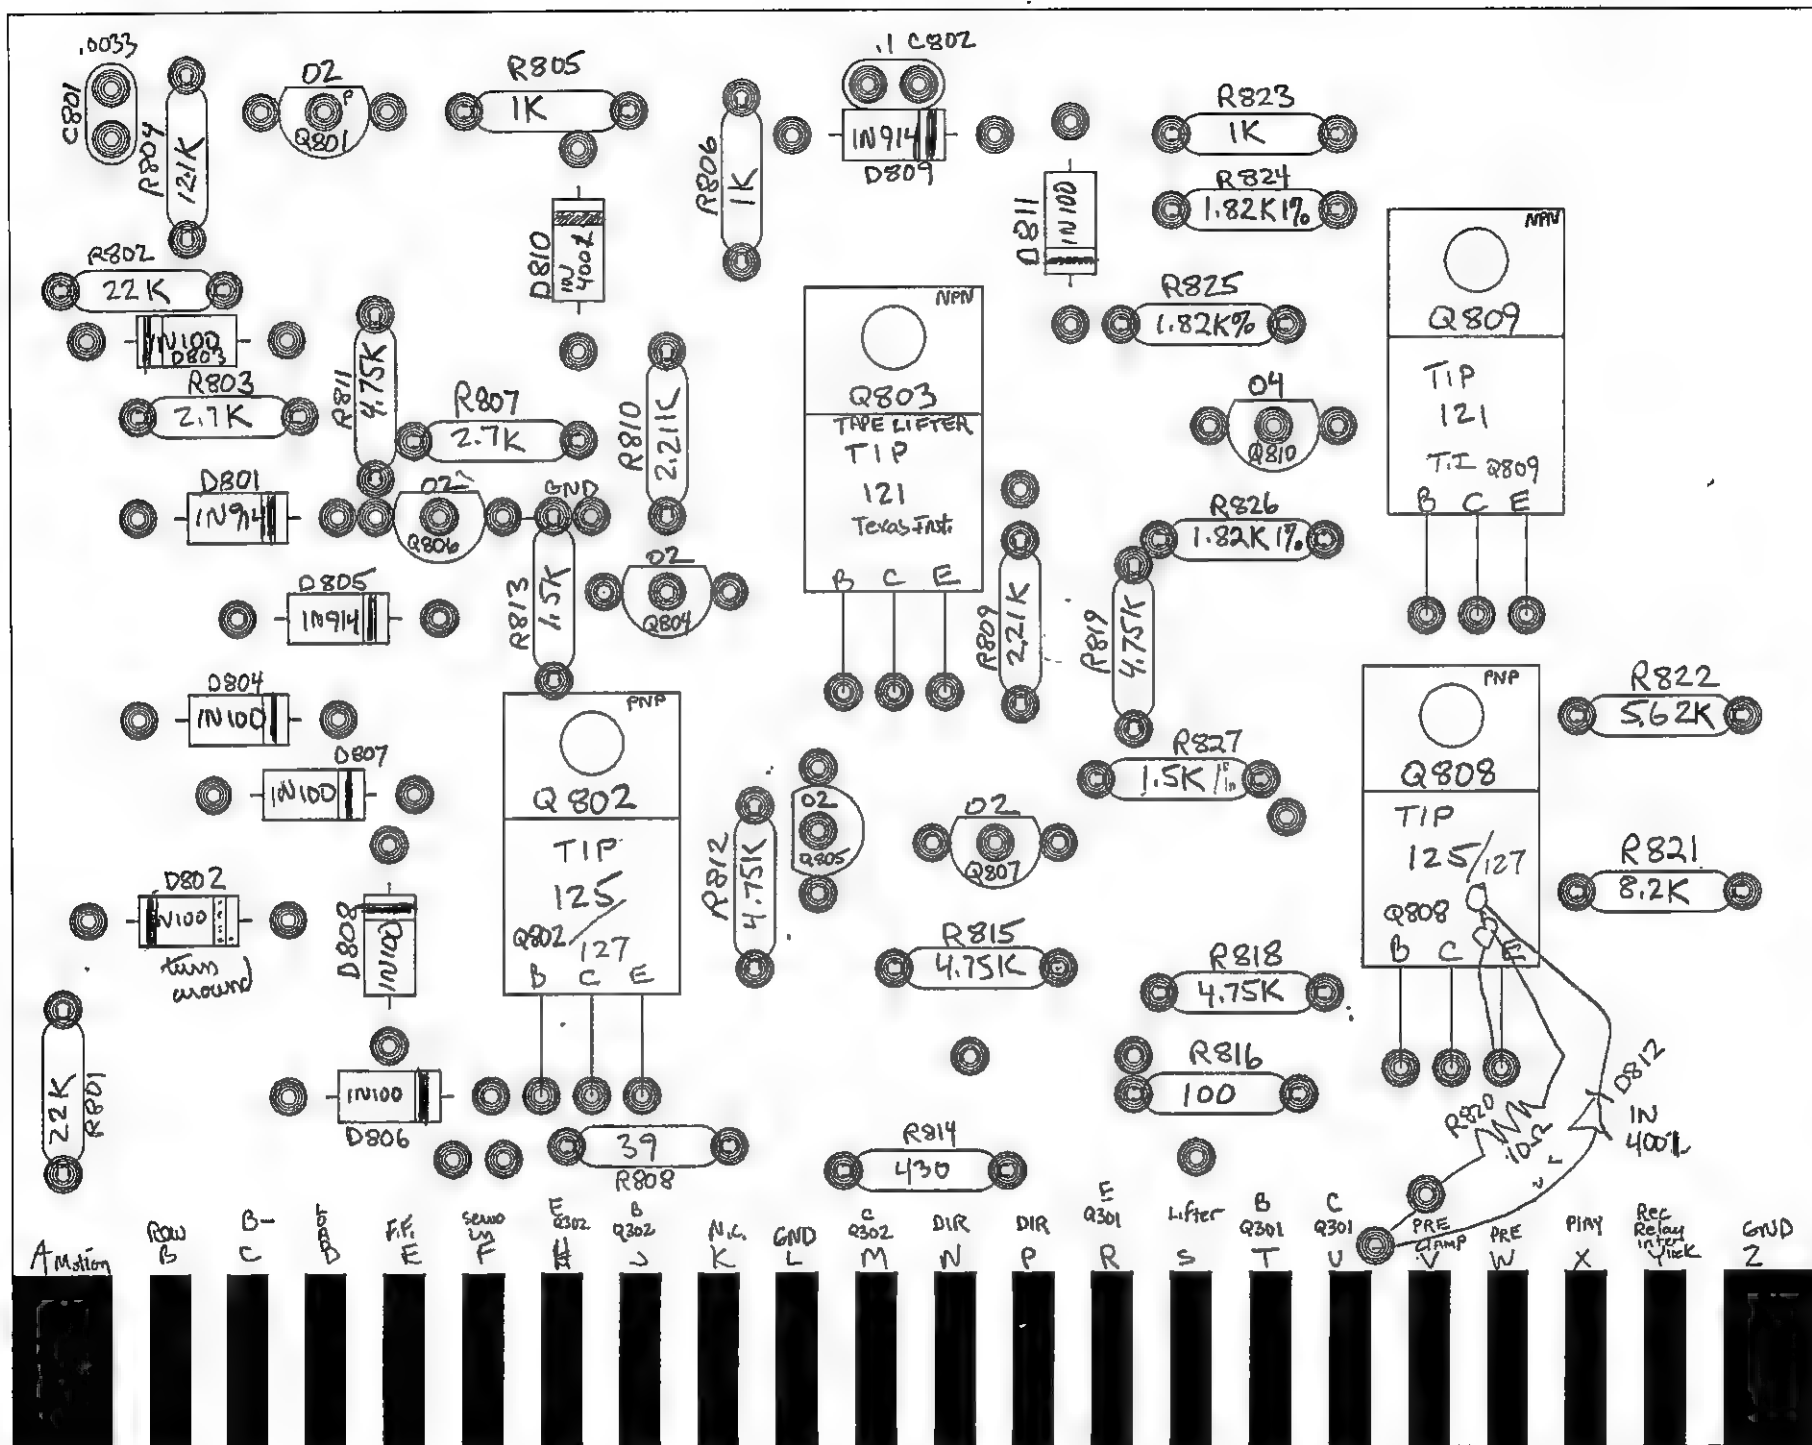 .0033
C801
R804
12.1K
02
P
Q801
R805
1K
R806
1K
.1 C802
1N914
D809
R823
1K
R824
1.82K1%
D811
1N100
NPN
Q809
TIP
121
T.I Q809
B C E
R802
22K
1N100
D803
R803
2.7K
R811
4.75K
D810
1N
4002
R807
2.7K
R810
2.21K
NPN
Q803
TAPE LIFTER
TIP
121
Texas Inst.
B C E
R825
1.82K%
04
Q810
R826
1.82K1%
D801
1N914
02
Q806
GND
R813
1.5K
02
Q804
D805
1N914
R809
2.21K
R819
4.75K
D804
1N100
D807
1N100
PNP
Q802
TIP
125/127
Q802
B C E
R812
4.75K
02
Q805
02
Q807
R827
1.5K
PNP
Q808
TIP
125/127
Q808
B C E
R822
5.62K
R821
8.2K
D802
1N100
turn
around
D808
1N100
R815
4.75K
R818
4.75K
R816
100
22K
R801
1N100
D806
39
R808
R814
430
R820
10Ω
D812
1N
4002
A Motion
Row
B
B-
C
D
F.F.
E
Servo
F
E
Q302
H
B
Q302
J
N.C.
K
GND
L
C
Q302
M
DIR
N
DIR
P
E
Q301
R
Lifter
S
B
Q301
T
C
Q301
U
PRE
CLAMP
V
PRE
W
PLAY
X
Rec
Relay
Inter
Y lock
GND
Z